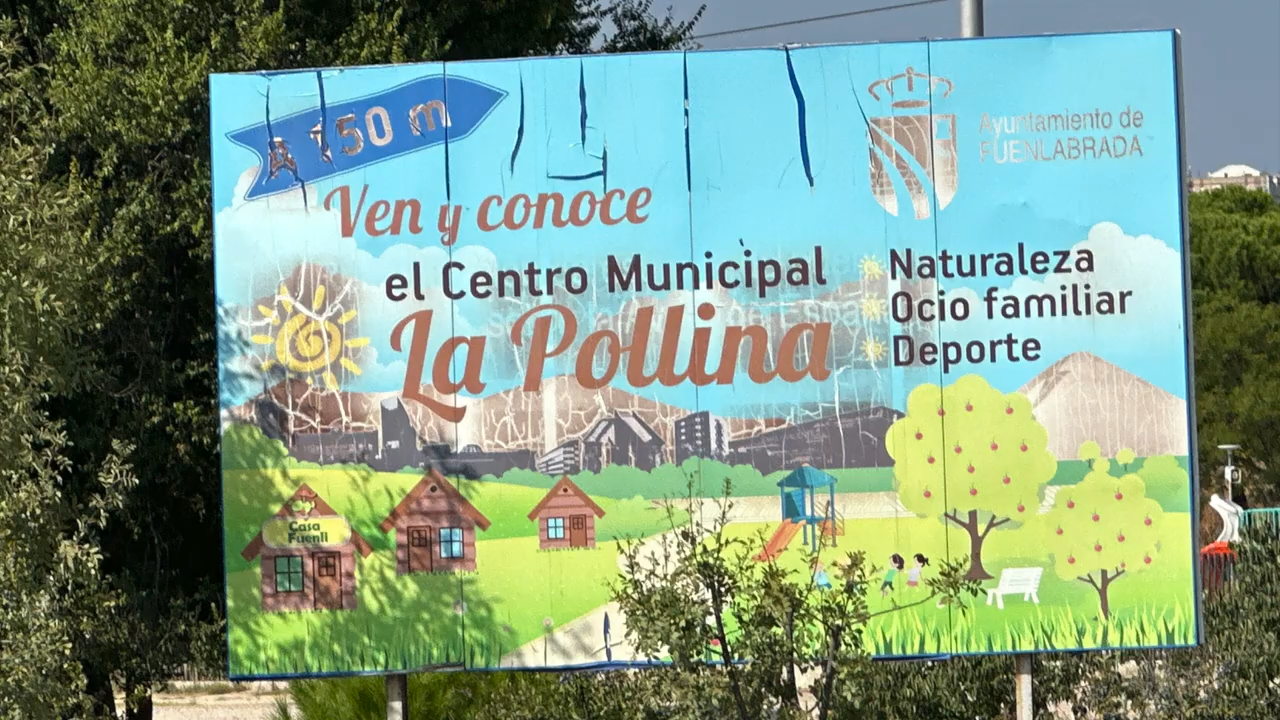 A 150 m
Ayuntamiento de
FUENLABRADA
Ven y conoce
el Centro Municipal
La Pollina
Naturaleza
Ocio familiar
Deporte
Casa
Fuenli